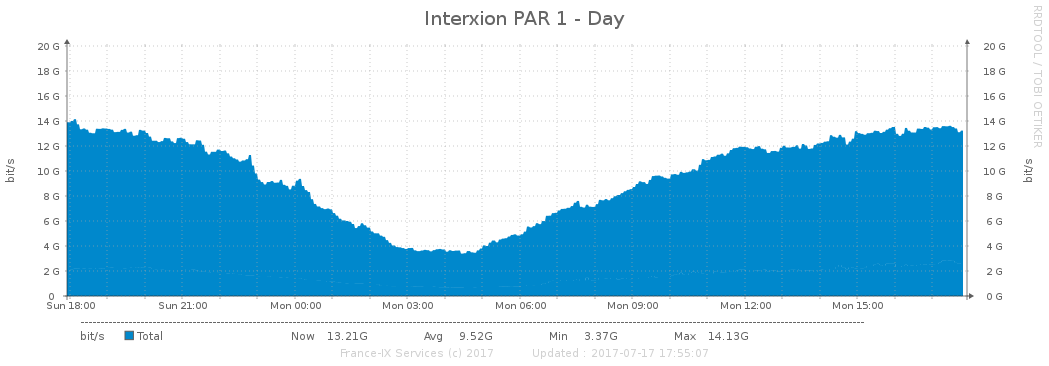 Interxion PAR 1 - Day
RRDTOOL / TOBI OETIKER
bit/s
20 G 20 G
18 G 18 G
16 G 16 G
14 G 14 G
12 G 12 G
10 G 10 G
8 G 8 G
6 G 6 G
4 G 4 G
2 G 2 G
0 0 G
bit/s
Sun 18:00 Sun 21:00 Mon 00:00 Mon 03:00 Mon 06:00 Mon 09:00 Mon 12:00 Mon 15:00
bit/s Total Now 13.21G Avg 9.52G Min 3.37G Max 14.13G
France-IX Services (c) 2017 Updated : 2017-07-17 17:55:07